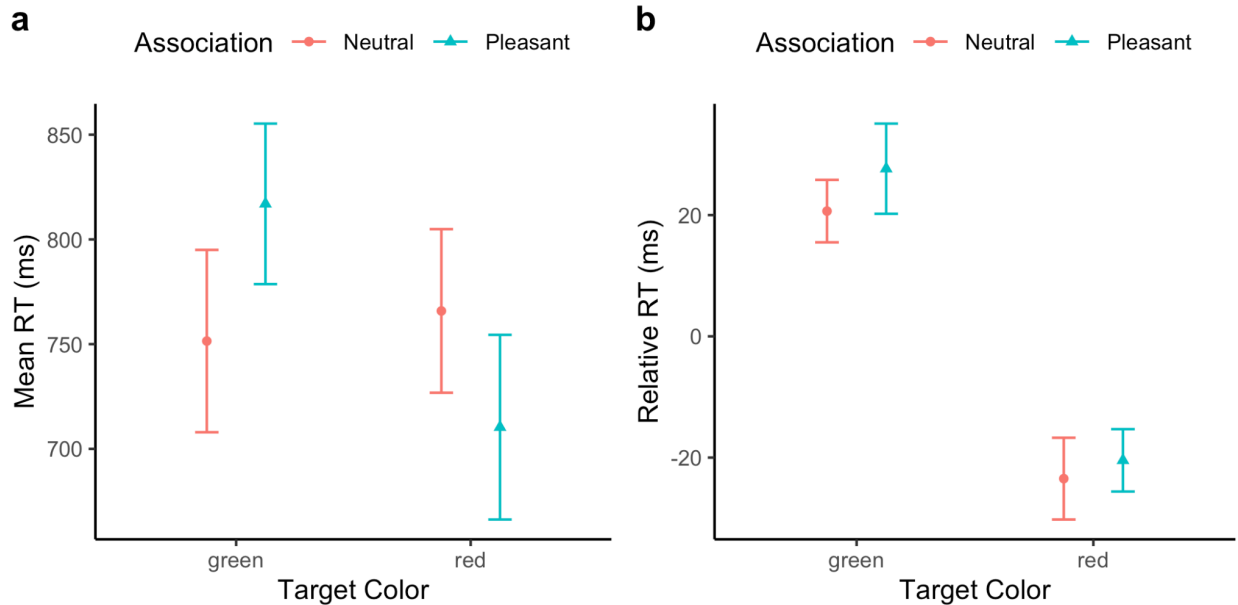 a
Association Neutral Pleasant
850
800
750
700
Mean RT (ms)
green red
Target Color
b
Association Neutral Pleasant
20
0
-20
Relative RT (ms)
green red
Target Color